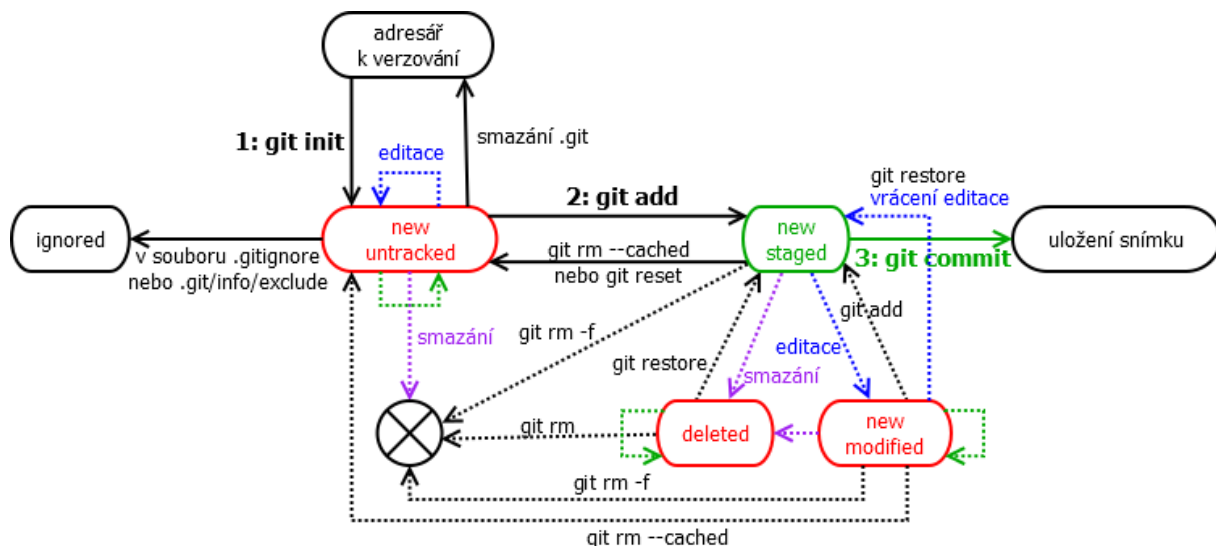 adresář
k verzování
1: git init
smazání .git
editace
2: git add
git restore
vrácení editace
ignored
new
untracked
new
staged
uložení snímku
v souboru .gitignore
nebo .git/info/exclude
git rm --cached
nebo git reset
3: git commit
git add
smazání
git rm -f
editace
git restore
smazání
git rm
deleted
new
modified
git rm -f
git rm --cached